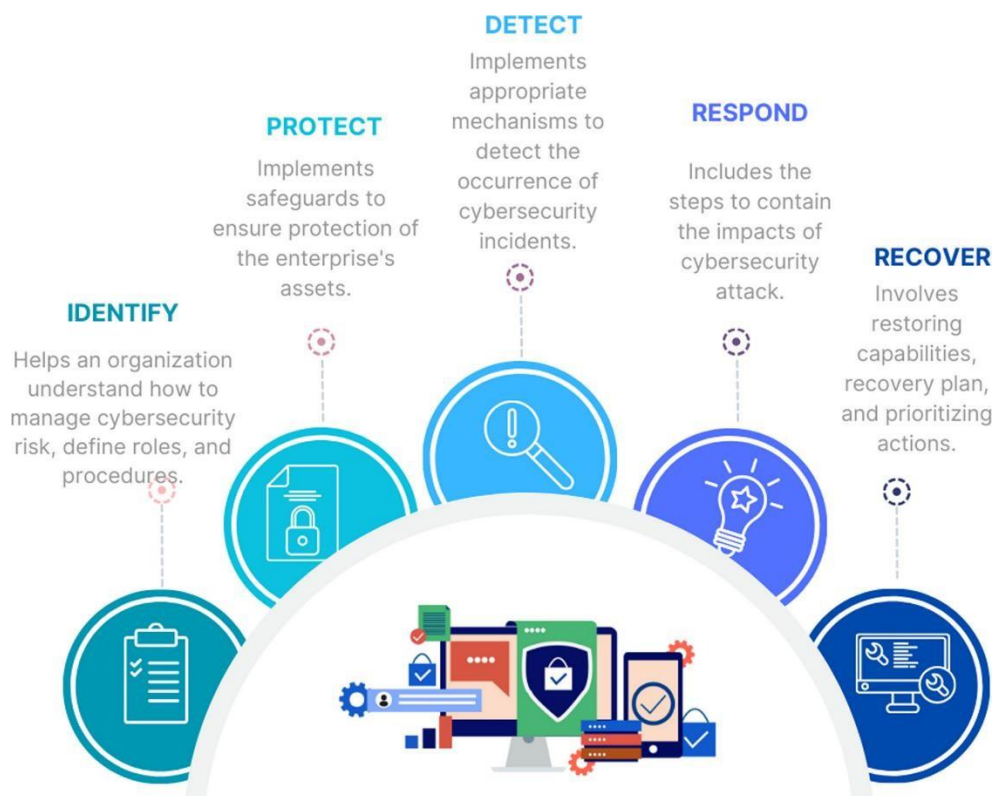 IDENTIFY
Helps an organization
understand how to
manage cybersecurity
risk, define roles, and
procedures.
PROTECT
Implements
safeguards to
ensure protection of
the enterprise's
assets.
DETECT
Implements
appropriate
mechanisms to
detect the
occurrence of
cybersecurity
incidents.
RESPOND
Includes the
steps to contain
the impacts of
cybersecurity
attack.
RECOVER
Involves
restoring
capabilities,
recovery plan,
and prioritizing
actions.